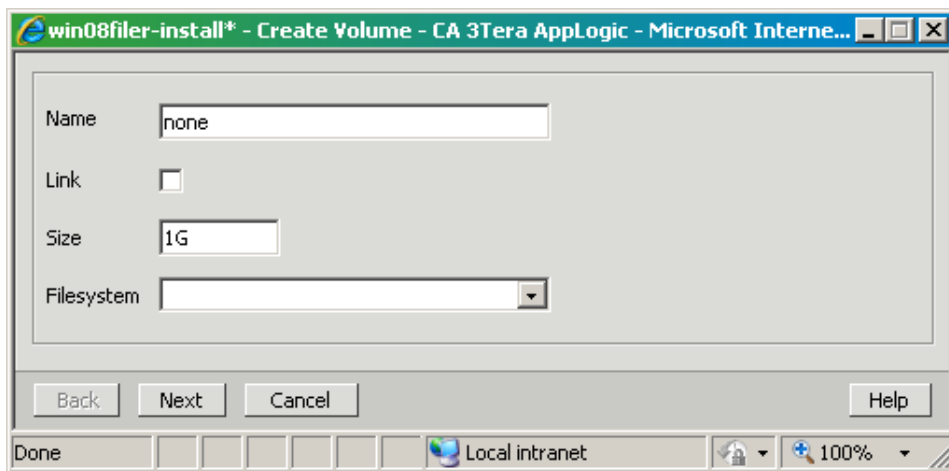 win08filer-install* - Create Volume - CA 3Tera AppLogic - Microsoft Interne...
Name none
Link
Size 1G
Filesystem
Back Next Cancel Help
Done Local intranet 100%